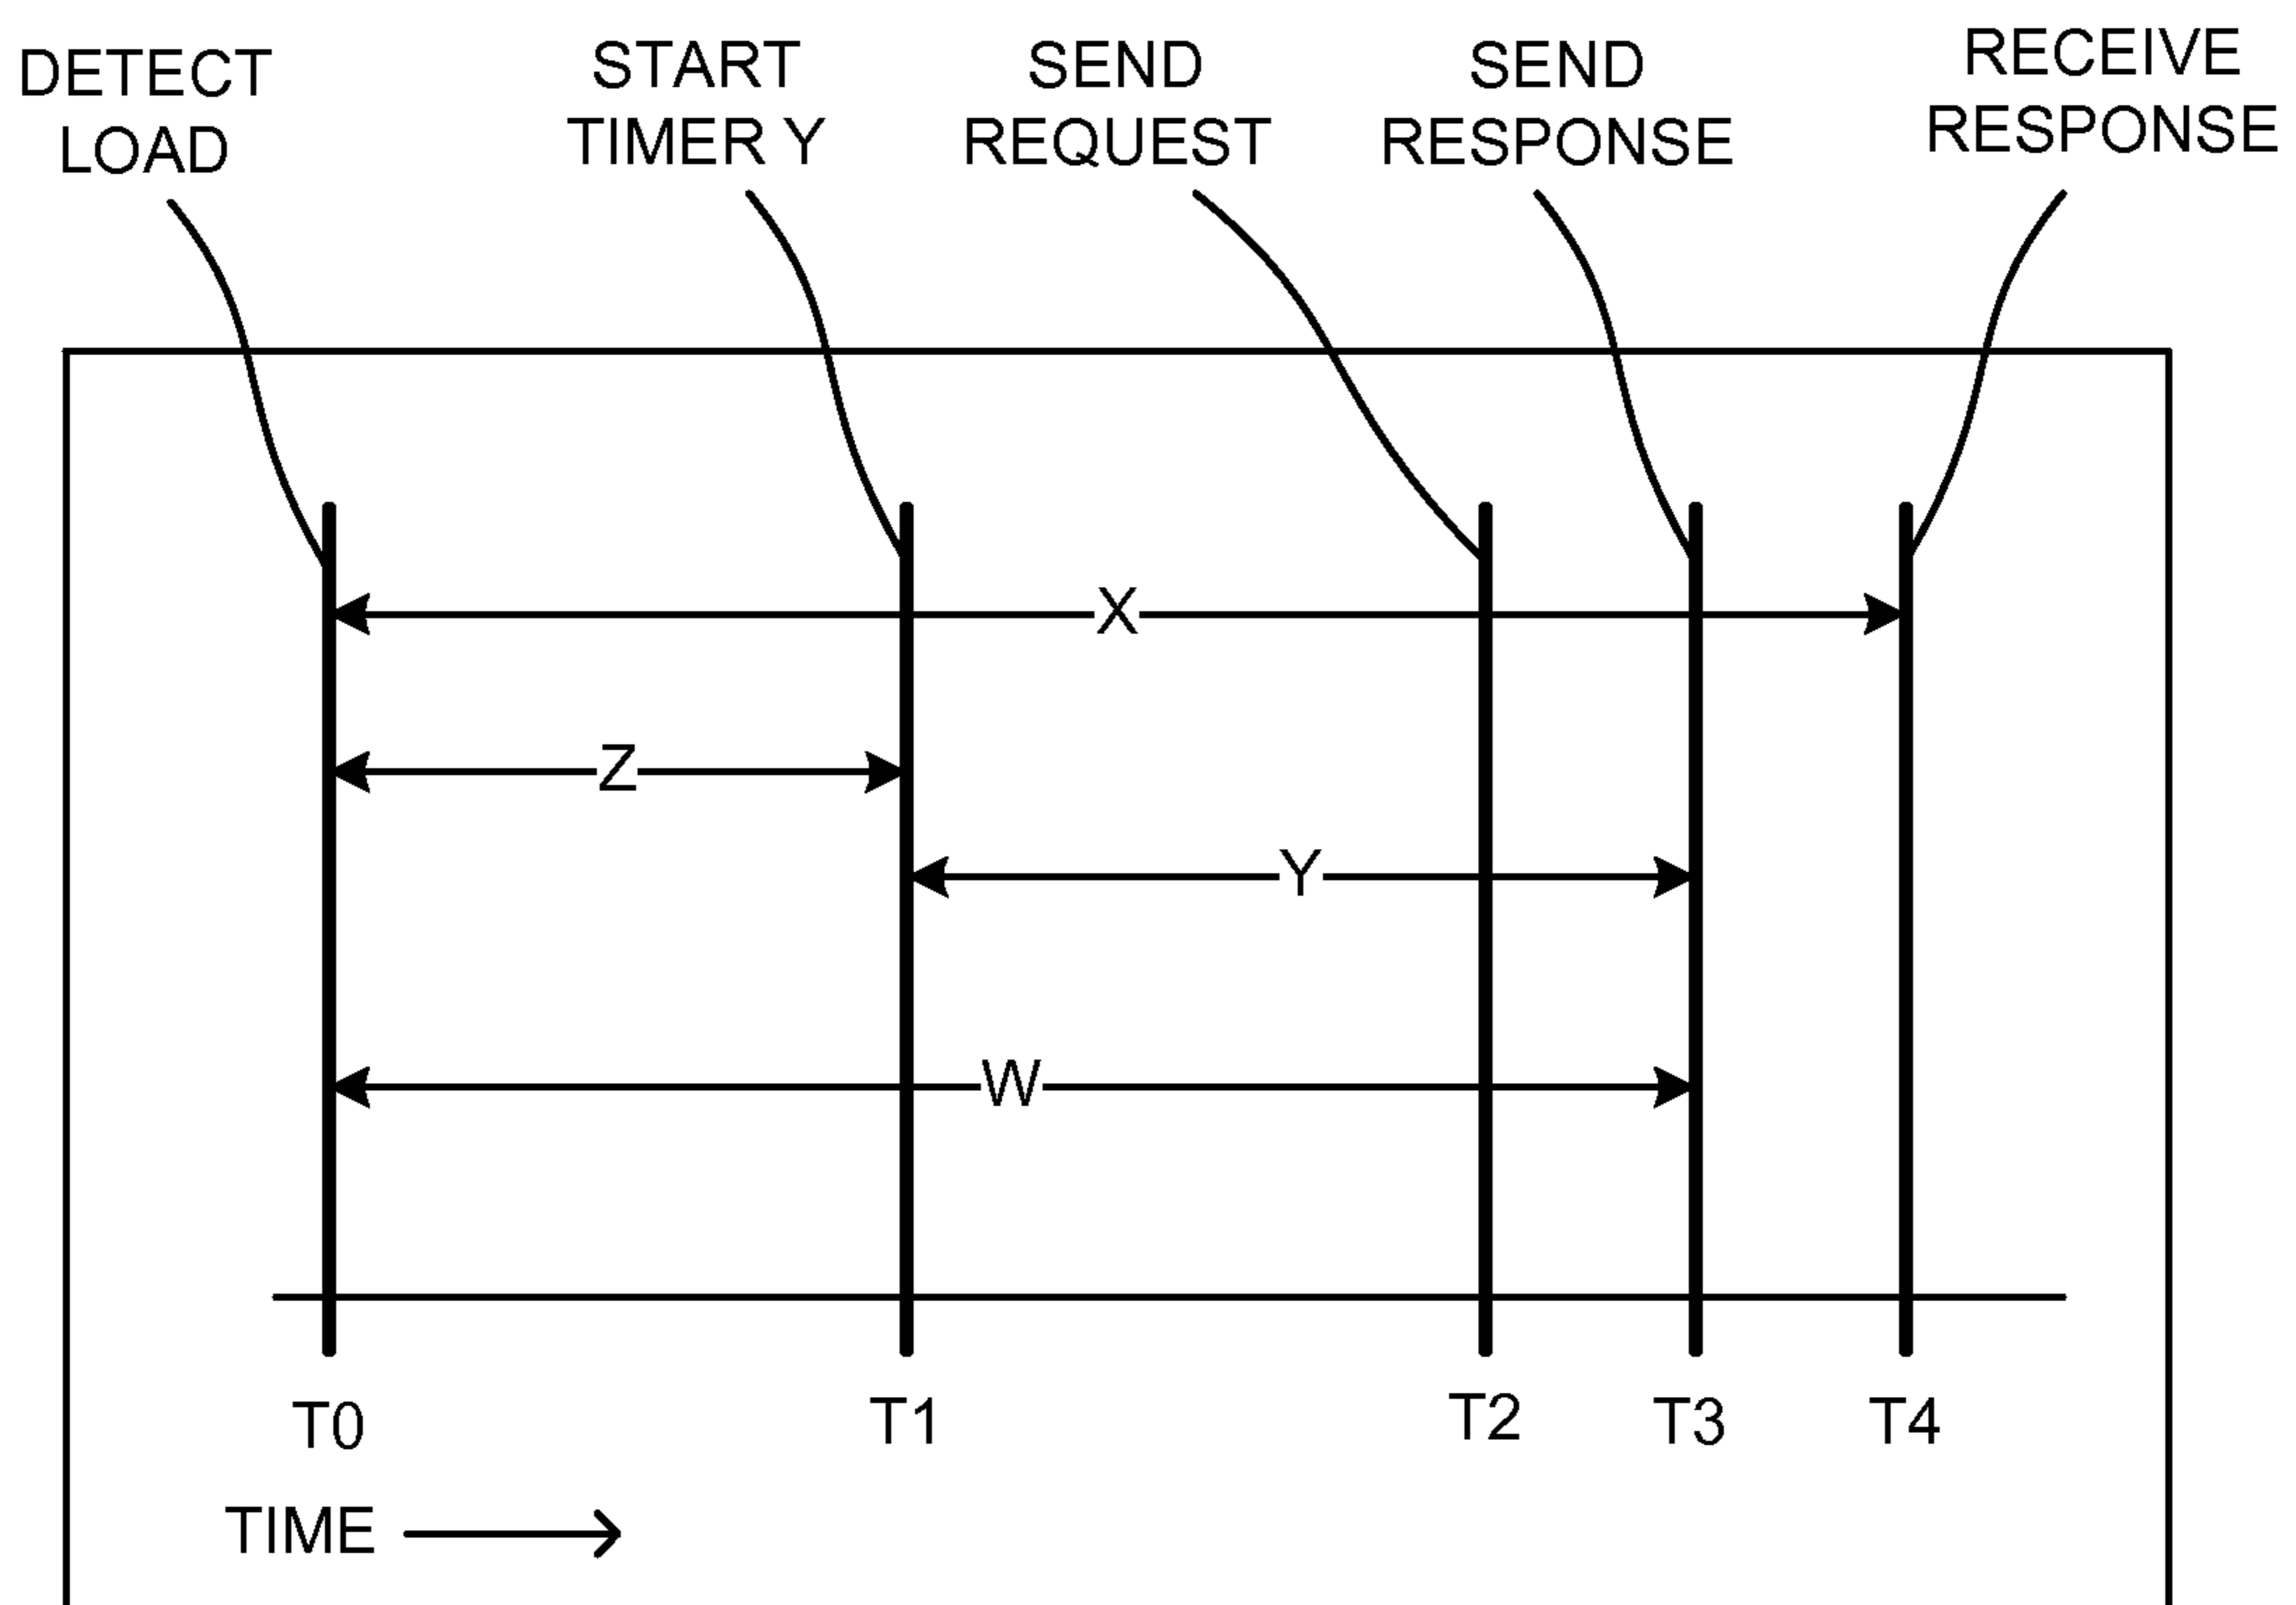 DETECT
LOAD
START
TIMER Y
SEND
REQUEST
SEND
RESPONSE
RECEIVE
RESPONSE
X
Z
Y
W
T0
T1
T2
T3
T4
TIME